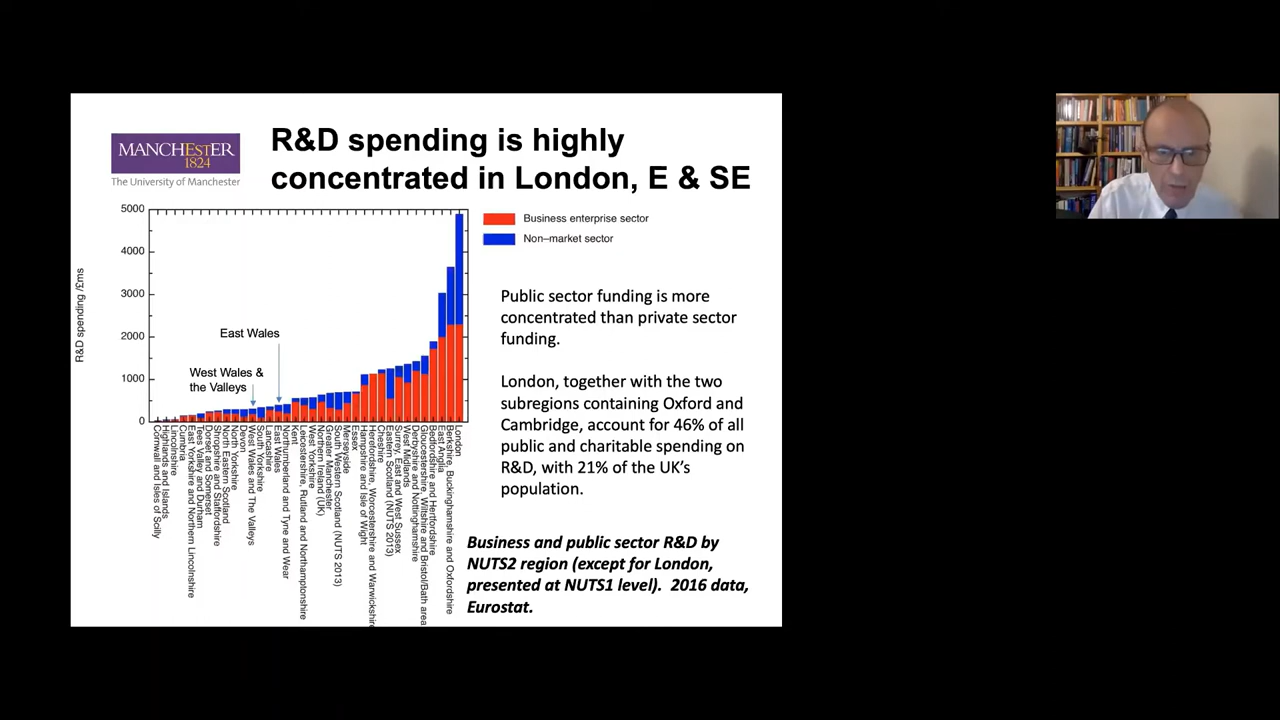 MANCHESTER
1824
The University of Manchester
R&D spending is highly
concentrated in London, E & SE
R&D spending /£ms
5000
4000
3000
2000
1000
0
East Wales
West Wales &
the Valleys
Business enterprise sector
Non–market sector
Cornwall and Isles of Scilly
Highlands and Islands
Lincolnshire
Cumbria
East Yorkshire and Northern Lincolnshire
Tees Valley and Durham
Dorset and Somerset
Shropshire and Staffordshire
North Eastern Scotland
North Yorkshire
Devon
West Wales and The Valleys
South Yorkshire
Lancashire
East Wales
Northumberland and Tyne and Wear
Kent
Leicestershire, Rutland and Northamptonshire
West Yorkshire
Northern Ireland (UK)
Greater Manchester
South Western Scotland (NUTS 2013)
Merseyside
Essex
Hampshire and Isle of Wight
Herefordshire, Worcestershire and Warwickshire
Cheshire
Eastern Scotland (NUTS 2013)
Surrey, East and West Sussex
West Midlands
Derbyshire and Nottinghamshire
Gloucestershire, Wiltshire and Bristol/Bath area
Bedfordshire and Hertfordshire
East Anglia
Berkshire, Buckinghamshire and Oxfordshire
London
Public sector funding is more
concentrated than private sector
funding.
London, together with the two
subregions containing Oxford and
Cambridge, account for 46% of all
public and charitable spending on
R&D, with 21% of the UK's
population.
Business and public sector R&D by
NUTS2 region (except for London,
presented at NUTS1 level).  2016 data,
Eurostat.